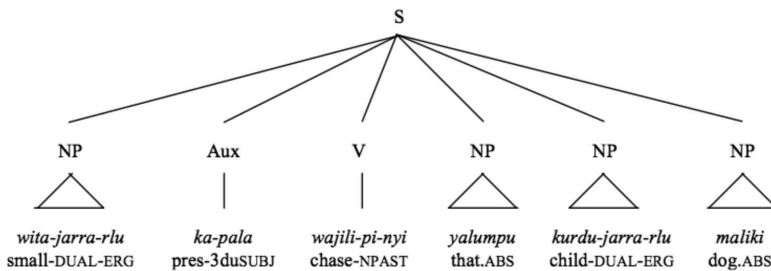 S
NP Aux V NP NP NP
wita-jarra-rlu ka-pala wajili-pi-nyi yalumpu kurdu-jarra-rlu maliki
small-DUAL-ERG pres-3duSUBJ chase-NPAST that.ABS child-DUAL-ERG dog.ABS